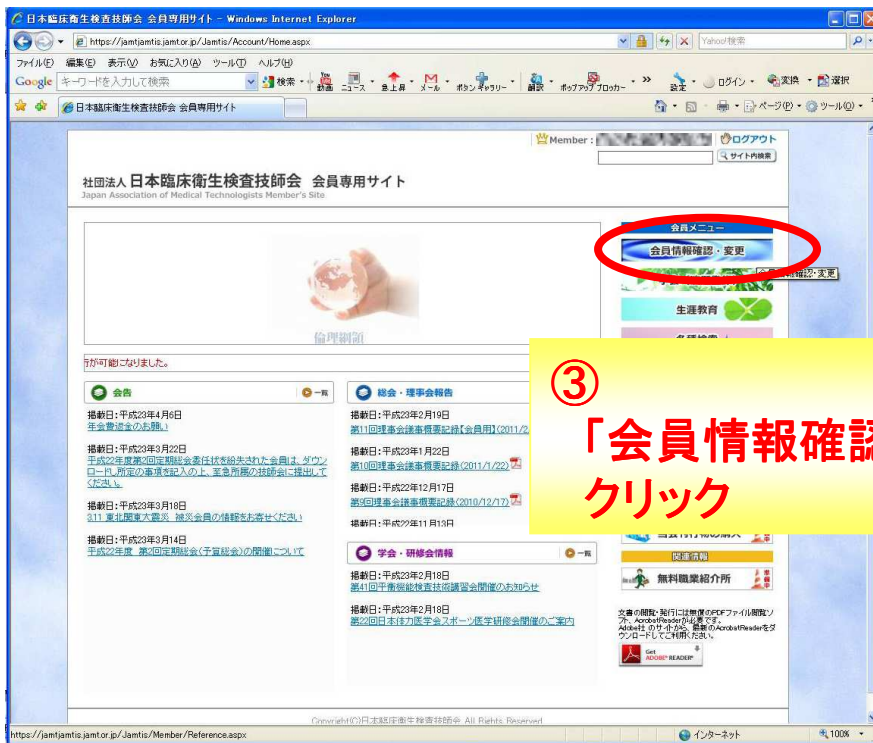 日本臨床衛生検査技師会 会員専用サイト - Windows Internet Explorer
https://jamtjamtis.jamt.or.jp/Jamtis/Account/Home.aspx
Yahoo!検索
ファイル(F) 編集(E) 表示(V) お気に入り(A) ツール(T) ヘルプ(H)
Google キーワードを入力して検索 検索 動画 ニュース 急上昇 メール ボタンギャラリー 翻訳 ポップアップブロッカー 設定 ログイン 変換 選択
日本臨床衛生検査技師会 会員専用サイト
ページ(P) ツール(O)
Member :
ログアウト
サイト内検索
社団法人 日本臨床衛生検査技師会 会員専用サイト
Japan Association of Medical Technologists Member's Site
会員メニュー
会員情報確認・変更
生涯教育
倫理綱領
行が可能になりました。
③
「会員情報確認
クリック
会告
一覧
掲載日:平成23年4月6日
年会費返金のお願い
掲載日:平成23年3月22日
平成22年度第2回定期総会委任状を紛失された会員は、ダウン
ロードし所定の事項を記入の上、至急所属の技師会に提出して
ください。
掲載日:平成23年3月18日
3.11 東北関東大震災 被災会員の情報をお寄せください
掲載日:平成23年3月14日
平成22年度 第2回定期総会(予算総会)の開催について
総会・理事会報告
掲載日:平成23年2月19日
第11回理事会議事概要記録【会員用】(2011/2
掲載日:平成23年1月22日
第10回理事会議事概要記録(2011/1/22)
掲載日:平成22年12月17日
第9回理事会議事概要記録(2010/12/17)
掲載日:平成22年11月13日
学会・研修会情報
一覧
掲載日:平成23年2月18日
第41回平衡機能検査技術講習会開催のお知らせ
掲載日:平成23年2月18日
第22回日本体力医学会スポーツ医学研修会開催のご案内
関連情報
無料職業紹介所
準備中
文書の閲覧・発行には無償のPDFファイル閲覧ソ
フト、AcrobatReaderが必要です。
Adobe社 のサイトから、最新のAcrobatReaderをダ
ウンロードしてご利用ください。
Get
ADOBE® READER®
Copyright(C)日本臨床衛生検査技師会 All Rights Reserved
https://jamtjamtis.jamt.or.jp/Jamtis/Member/Reference.aspx
インターネット
100%